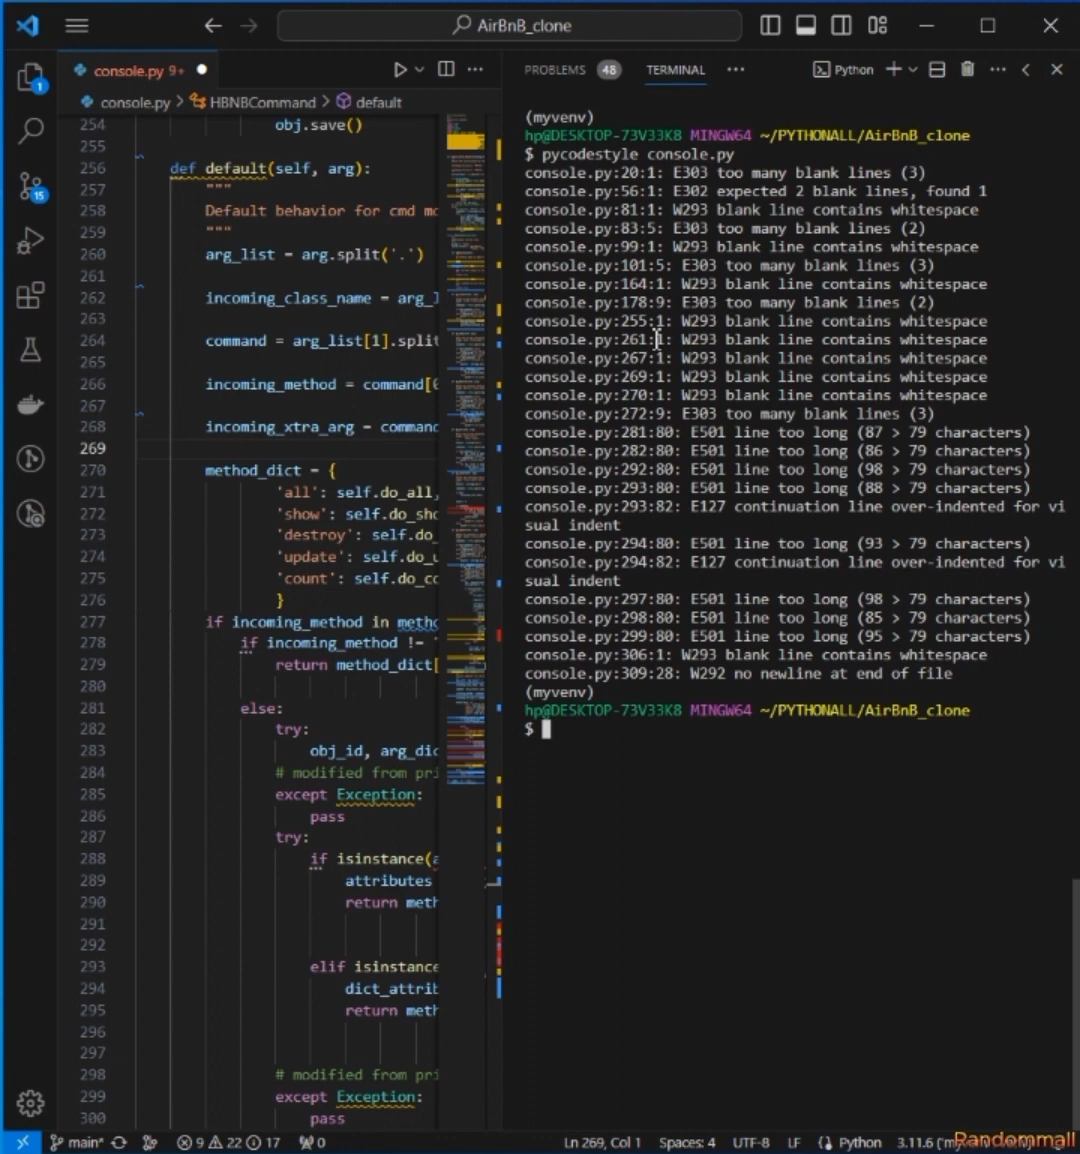 AirBnB_clone
console.py 9+
PROBLEMS 48 TERMINAL ... Python
console.py > HBNBCommand > default
254 obj.save()
255
256 def default(self, arg):
257 """
258 Default behavior for cmd mo
259 """
260 arg_list = arg.split('.')
261
262 incoming_class_name = arg_l
263
264 command = arg_list[1].split
265
266 incoming_method = command[0
267
268 incoming_xtra_arg = command
269
270 method_dict = {
271 'all': self.do_all,
272 'show': self.do_sho
273 'destroy': self.do_
274 'update': self.do_u
275 'count': self.do_co
276 }
277 if incoming_method in metho
278 if incoming_method !=
279 return method_dict[
280
281 else:
282 try:
283 obj_id, arg_dic
284 # modified from pri
285 except Exception:
286 pass
287 try:
288 if isinstance(a
289 attributes
290 return meth
291
292
293 elif isinstance
294 dict_attrib
295 return meth
296
297
298 # modified from pri
299 except Exception:
300 pass
(myvenv)
hp@DESKTOP-73V33K8 MINGW64 ~/PYTHONALL/AirBnB_clone
$ pycodestyle console.py
console.py:20:1: E303 too many blank lines (3)
console.py:56:1: E302 expected 2 blank lines, found 1
console.py:81:1: W293 blank line contains whitespace
console.py:83:5: E303 too many blank lines (2)
console.py:99:1: W293 blank line contains whitespace
console.py:101:5: E303 too many blank lines (3)
console.py:164:1: W293 blank line contains whitespace
console.py:178:9: E303 too many blank lines (2)
console.py:255:1: W293 blank line contains whitespace
console.py:261:1: W293 blank line contains whitespace
console.py:267:1: W293 blank line contains whitespace
console.py:269:1: W293 blank line contains whitespace
console.py:270:1: W293 blank line contains whitespace
console.py:272:9: E303 too many blank lines (3)
console.py:281:80: E501 line too long (87 > 79 characters)
console.py:282:80: E501 line too long (86 > 79 characters)
console.py:292:80: E501 line too long (98 > 79 characters)
console.py:293:80: E501 line too long (88 > 79 characters)
console.py:293:82: E127 continuation line over-indented for vi
sual indent
console.py:294:80: E501 line too long (93 > 79 characters)
console.py:294:82: E127 continuation line over-indented for vi
sual indent
console.py:297:80: E501 line too long (98 > 79 characters)
console.py:298:80: E501 line too long (85 > 79 characters)
console.py:299:80: E501 line too long (95 > 79 characters)
console.py:306:1: W293 blank line contains whitespace
console.py:309:28: W292 no newline at end of file
(myvenv)
hp@DESKTOP-73V33K8 MINGW64 ~/PYTHONALL/AirBnB_clone
$
1
15
main* 9 22 17 0 Ln 269, Col 1 Spaces: 4 UTF-8 LF Python 3.11.6
Randommall